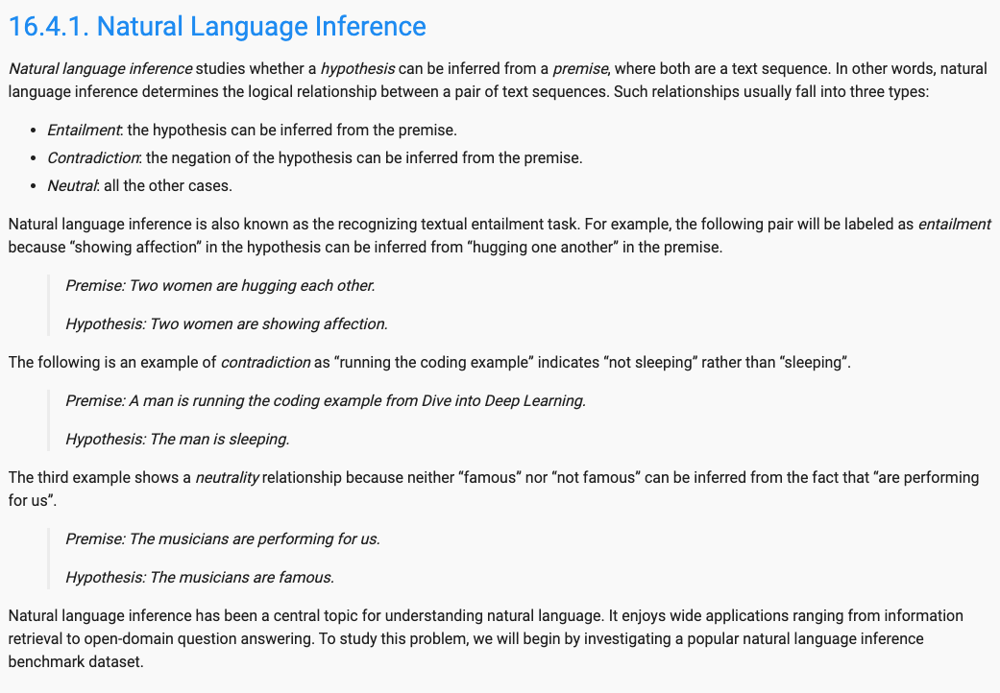 16.4.1. Natural Language Inference
Natural language inference studies whether a hypothesis can be inferred from a premise, where both are a text sequence. In other words, natural
language inference determines the logical relationship between a pair of text sequences. Such relationships usually fall into three types:
• Entailment: the hypothesis can be inferred from the premise.
• Contradiction: the negation of the hypothesis can be inferred from the premise.
• Neutral: all the other cases.
Natural language inference is also known as the recognizing textual entailment task. For example, the following pair will be labeled as entailment
because “showing affection” in the hypothesis can be inferred from “hugging one another” in the premise.
Premise: Two women are hugging each other.
Hypothesis: Two women are showing affection.
The following is an example of contradiction as “running the coding example” indicates “not sleeping” rather than “sleeping”.
Premise: A man is running the coding example from Dive into Deep Learning.
Hypothesis: The man is sleeping.
The third example shows a neutrality relationship because neither “famous” nor “not famous” can be inferred from the fact that “are performing
for us”.
Premise: The musicians are performing for us.
Hypothesis: The musicians are famous.
Natural language inference has been a central topic for understanding natural language. It enjoys wide applications ranging from information
retrieval to open-domain question answering. To study this problem, we will begin by investigating a popular natural language inference
benchmark dataset.